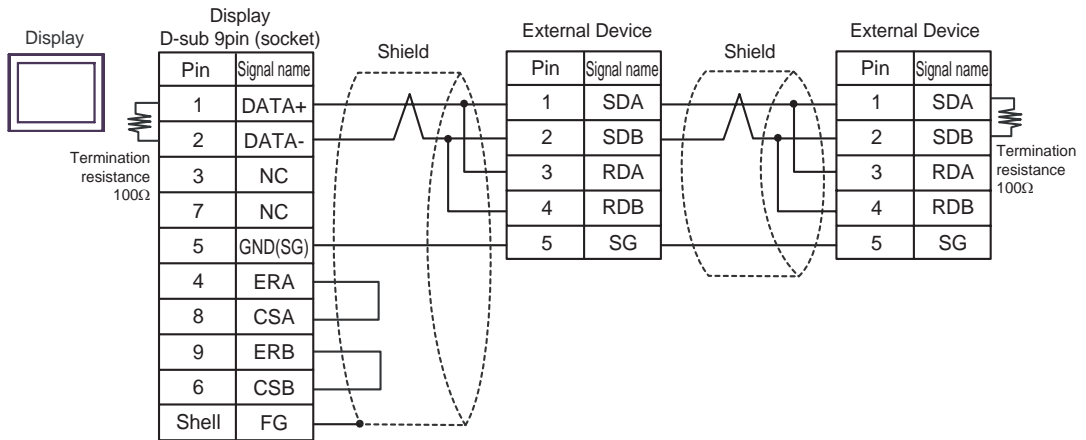 Display
Display
D-sub 9pin (socket)
Pin Signal name
1 DATA+
2 DATA-
3 NC
7 NC
5 GND(SG)
4 ERA
8 CSA
9 ERB
6 CSB
Shell FG
Termination
resistance
100Ω
Shield
External Device
Pin Signal name
1 SDA
2 SDB
3 RDA
4 RDB
5 SG
Shield
External Device
Pin Signal name
1 SDA
2 SDB
3 RDA
4 RDB
5 SG
Termination
resistance
100Ω